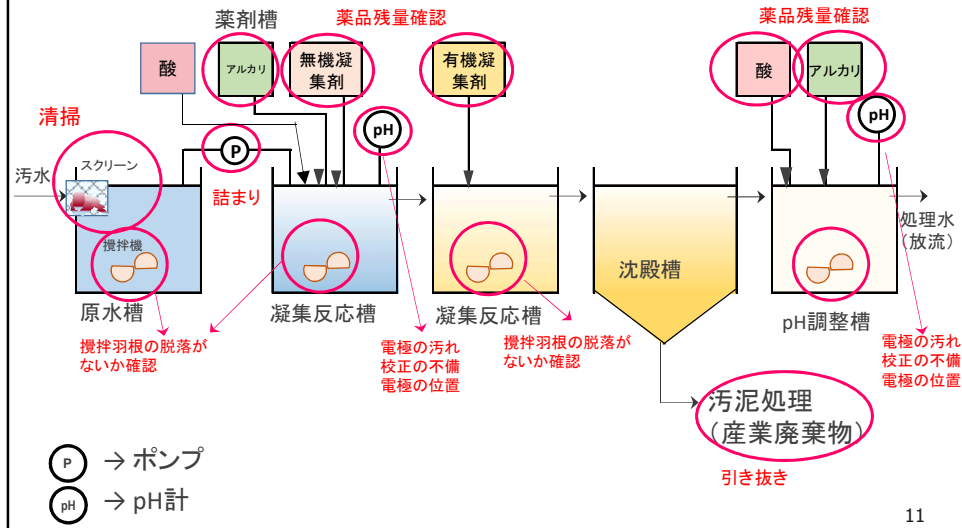 薬剤槽
薬品残量確認
薬品残量確認
酸
アルカリ
無機凝
集剤
有機凝
集剤
酸
アルカリ
清掃
pH
pH
スクリーン
P
汚水
詰まり
処理水
(放流)
攪拌機
沈殿槽
原水槽
凝集反応槽
凝集反応槽
pH調整槽
攪拌羽根の脱落が
ないか確認
電極の汚れ
校正の不備
電極の位置
攪拌羽根の脱落が
ないか確認
電極の汚れ
校正の不備
電極の位置
汚泥処理
(産業廃棄物)
引き抜き
P → ポンプ
pH → pH計
11